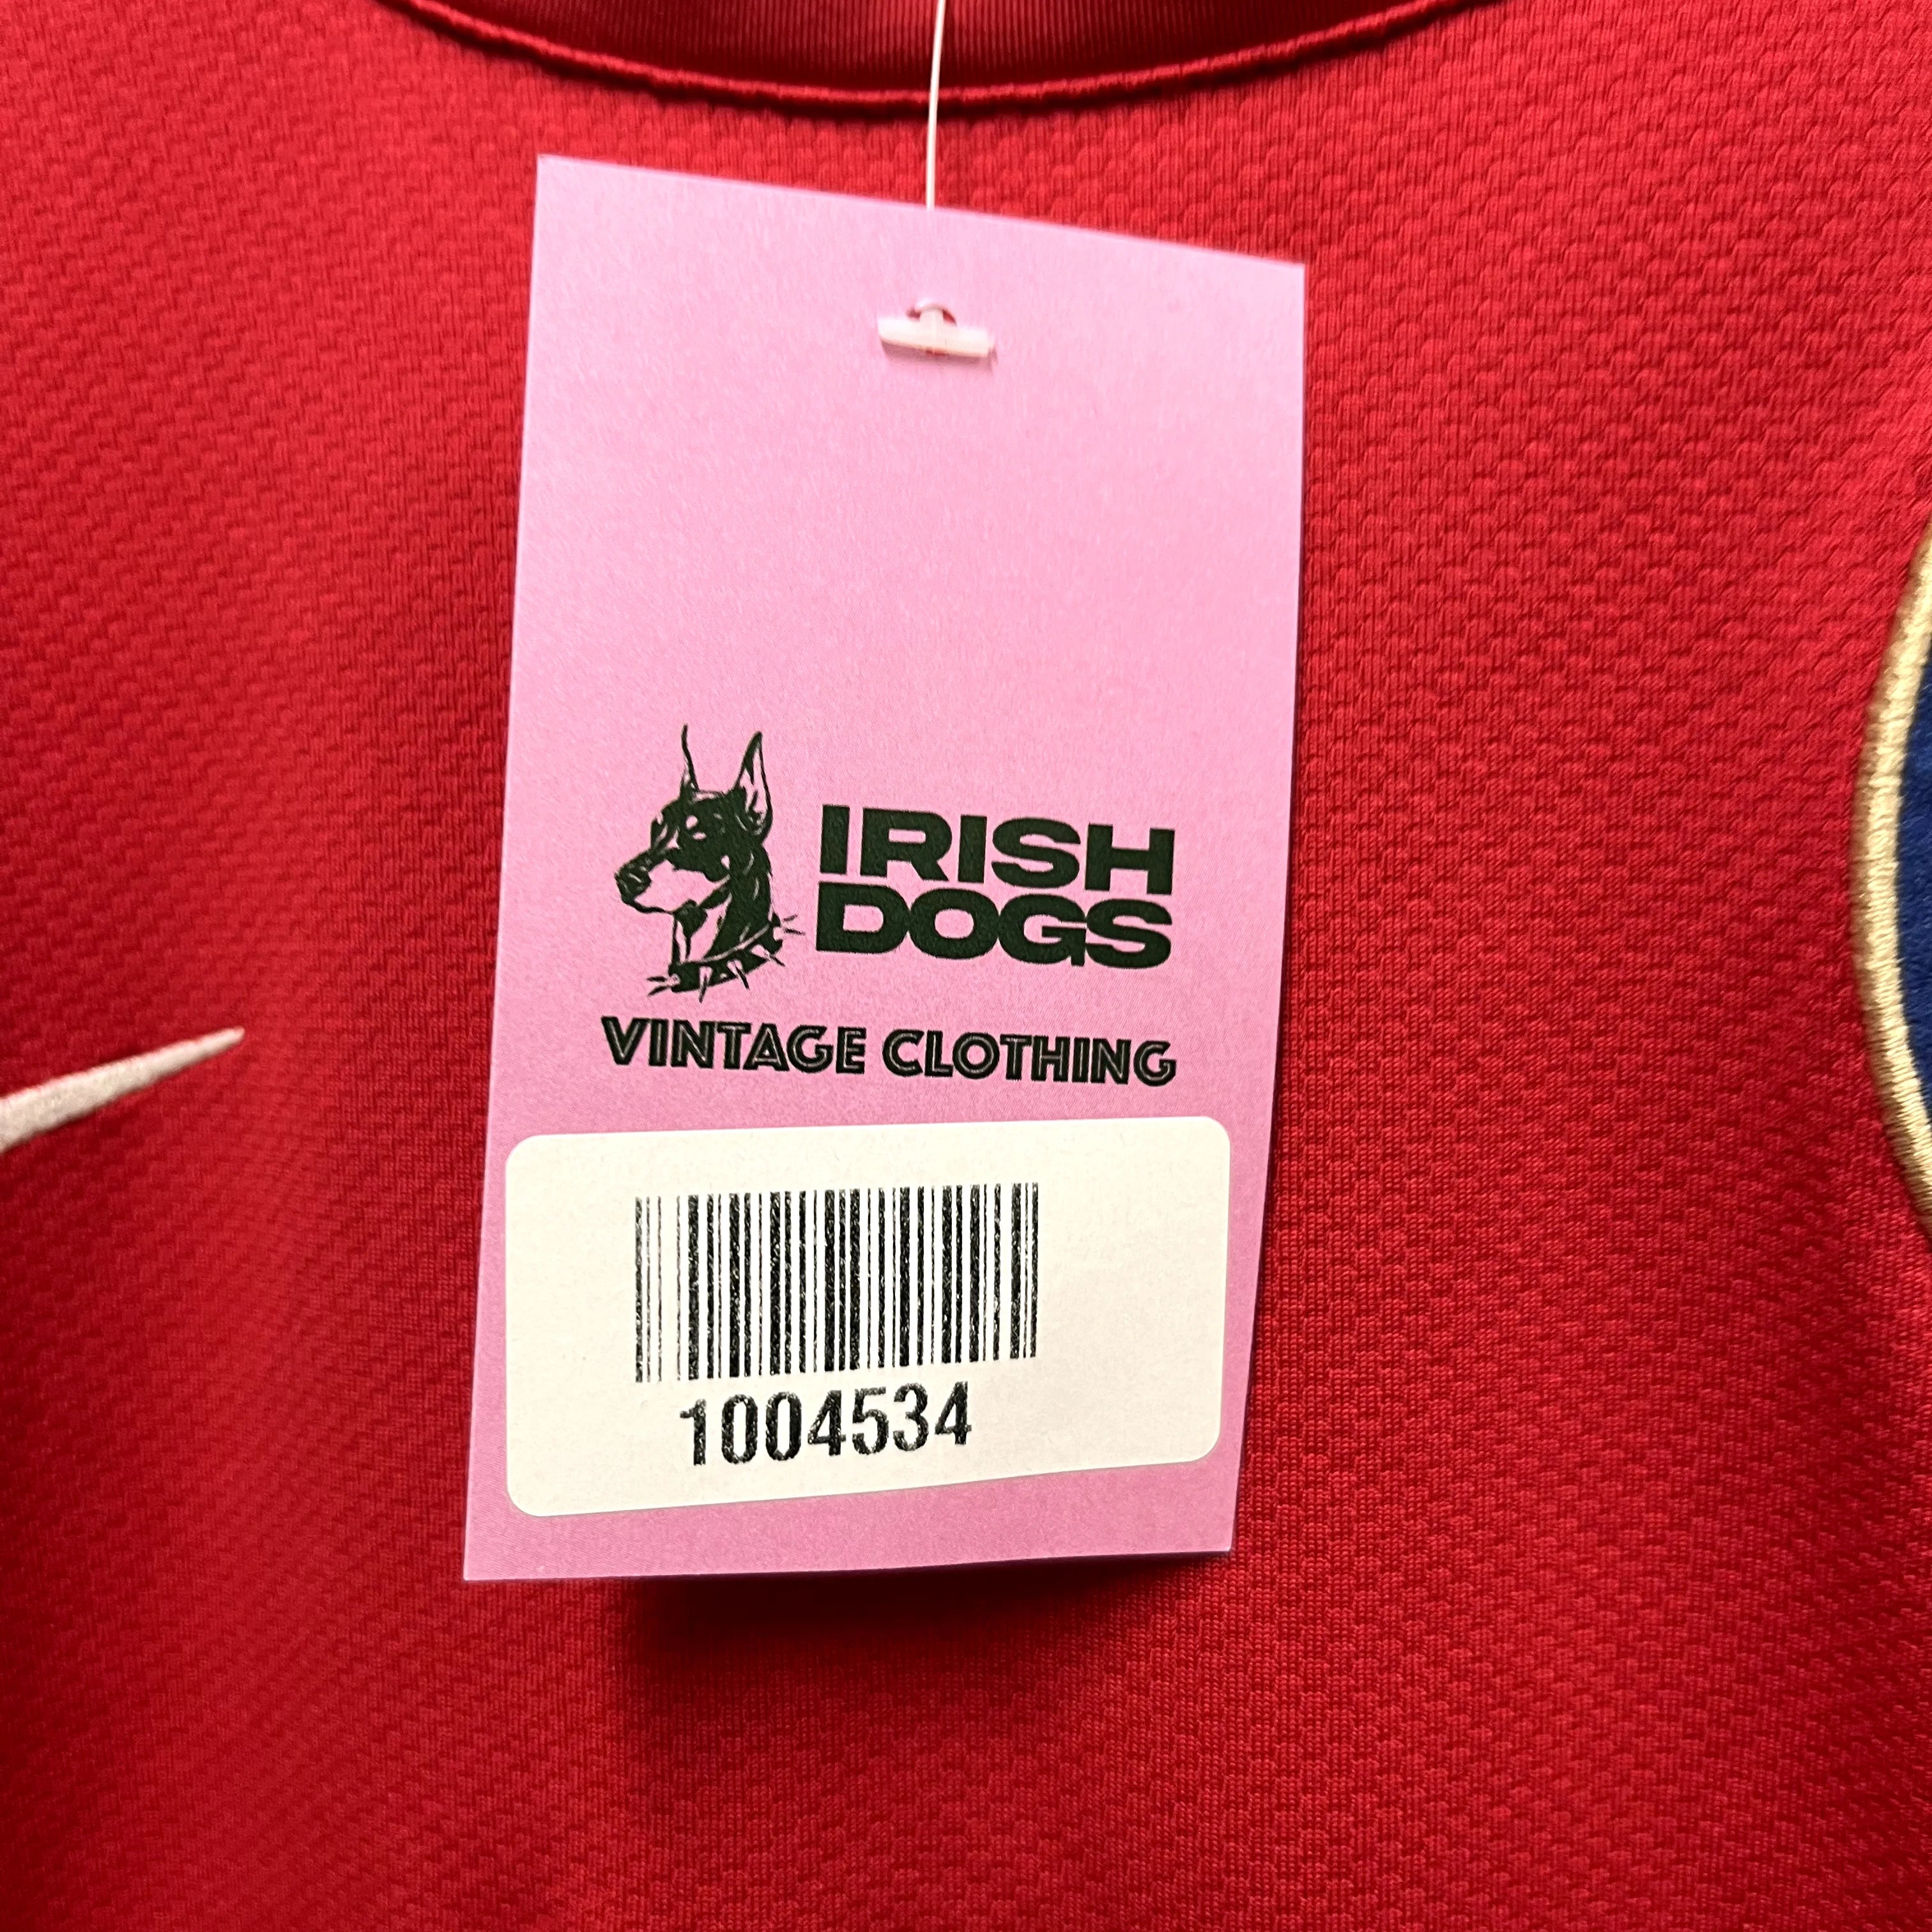 IRISH
DOGS
VINTAGE CLOTHING
1004534